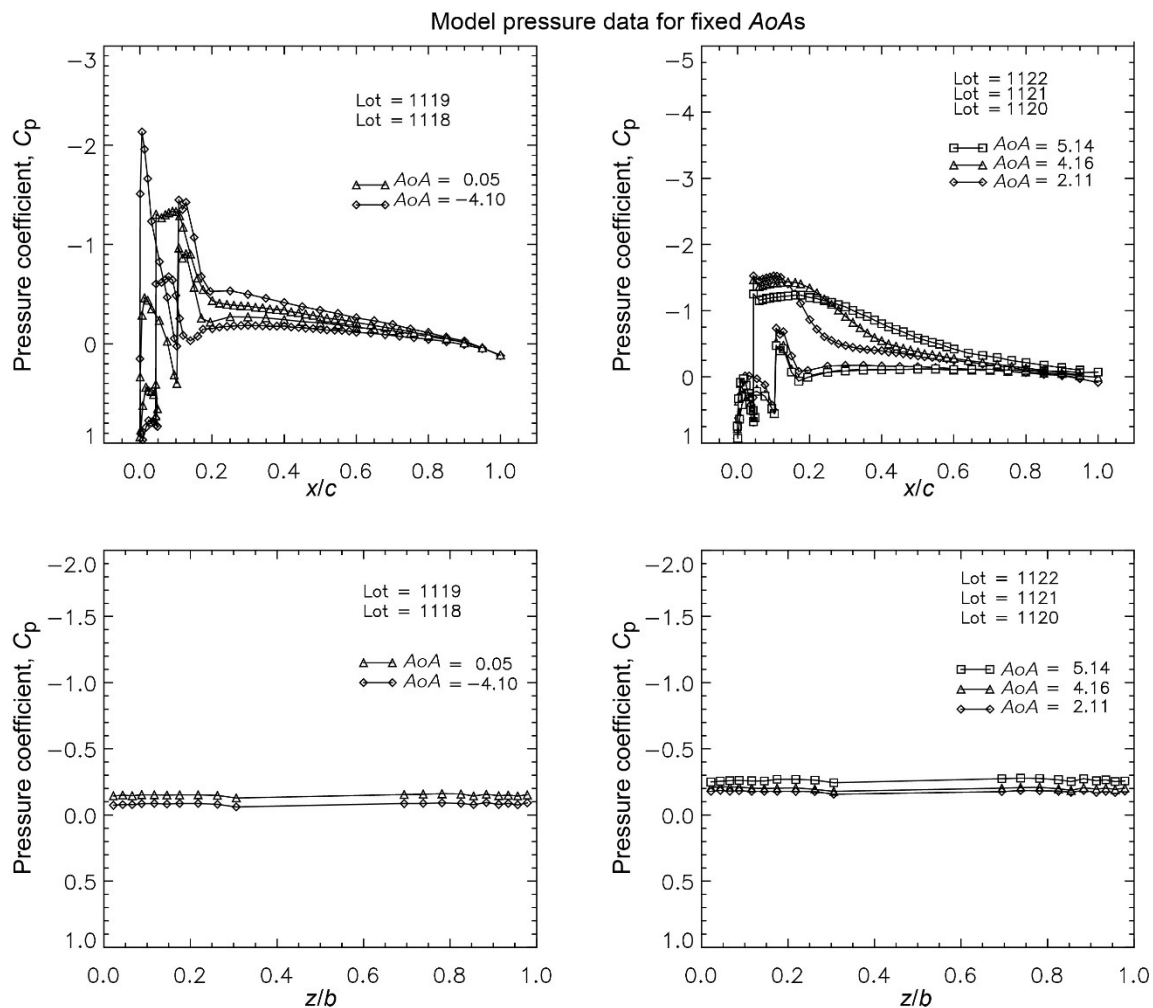 Model pressure data for fixed AoAs
Pressure coefficient, Cp
−3
−2
−1
0
1
Lot = 1119
Lot = 1118
AoA = 0.05
AoA = −4.10
0.0 0.2 0.4 0.6 0.8 1.0
x/c
Pressure coefficient, Cp
−5
−4
−3
−2
−1
0
1
Lot = 1122
Lot = 1121
Lot = 1120
AoA = 5.14
AoA = 4.16
AoA = 2.11
0.0 0.2 0.4 0.6 0.8 1.0
x/c
Pressure coefficient, Cp
−2.0
−1.5
−1.0
−0.5
0.0
0.5
1.0
Lot = 1119
Lot = 1118
AoA = 0.05
AoA = −4.10
0.0 0.2 0.4 0.6 0.8 1.0
z/b
Pressure coefficient, Cp
−2.0
−1.5
−1.0
−0.5
0.0
0.5
1.0
Lot = 1122
Lot = 1121
Lot = 1120
AoA = 5.14
AoA = 4.16
AoA = 2.11
0.0 0.2 0.4 0.6 0.8 1.0
z/b